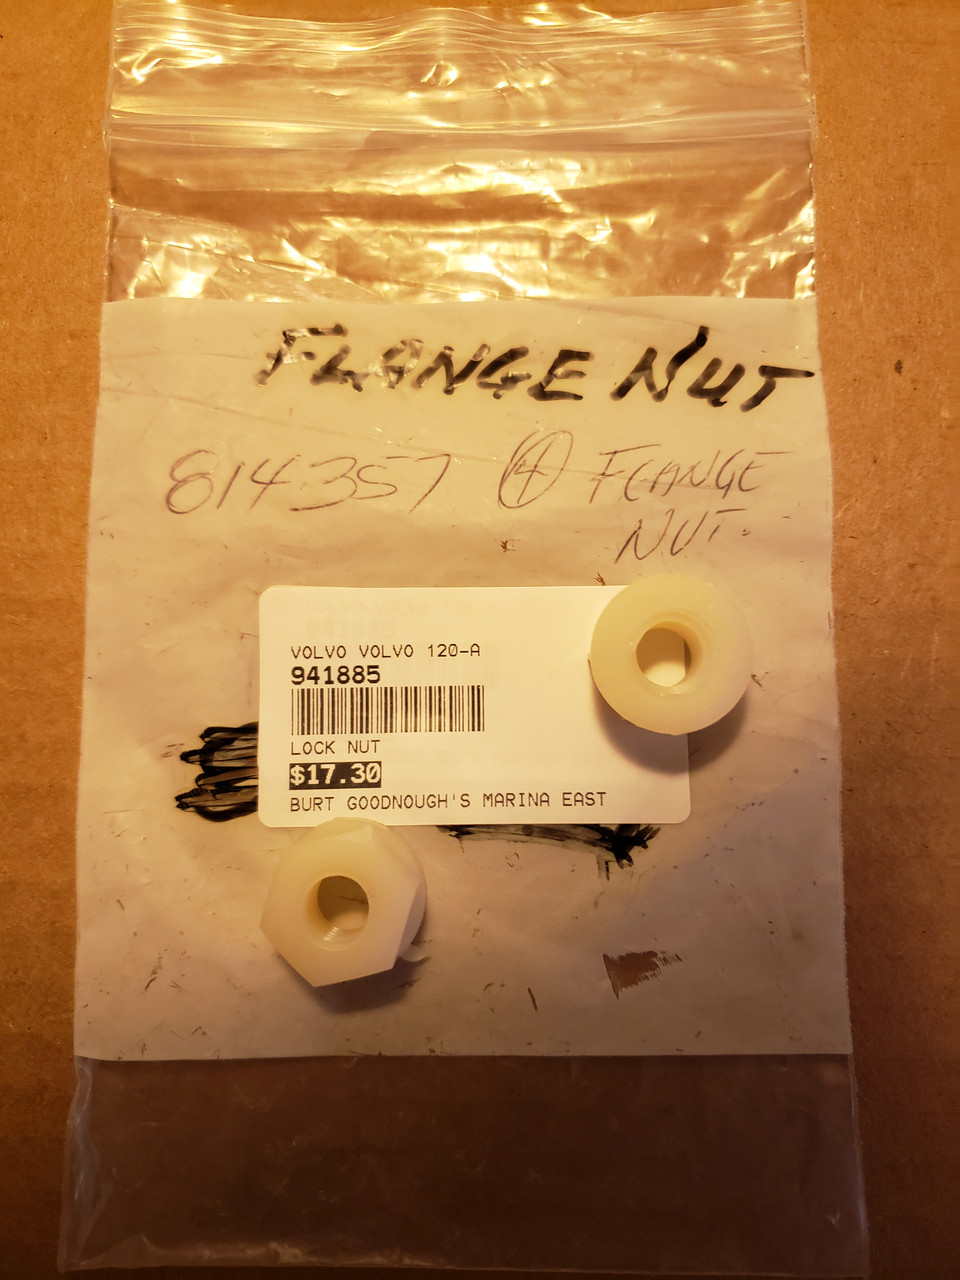 FLANGE NUT
814357 4 FLANGE
NUT.
VOLVO VOLVO 120-A
941885
LOCK NUT
$17.30
BURT GOODNOUGH'S MARINA EAST